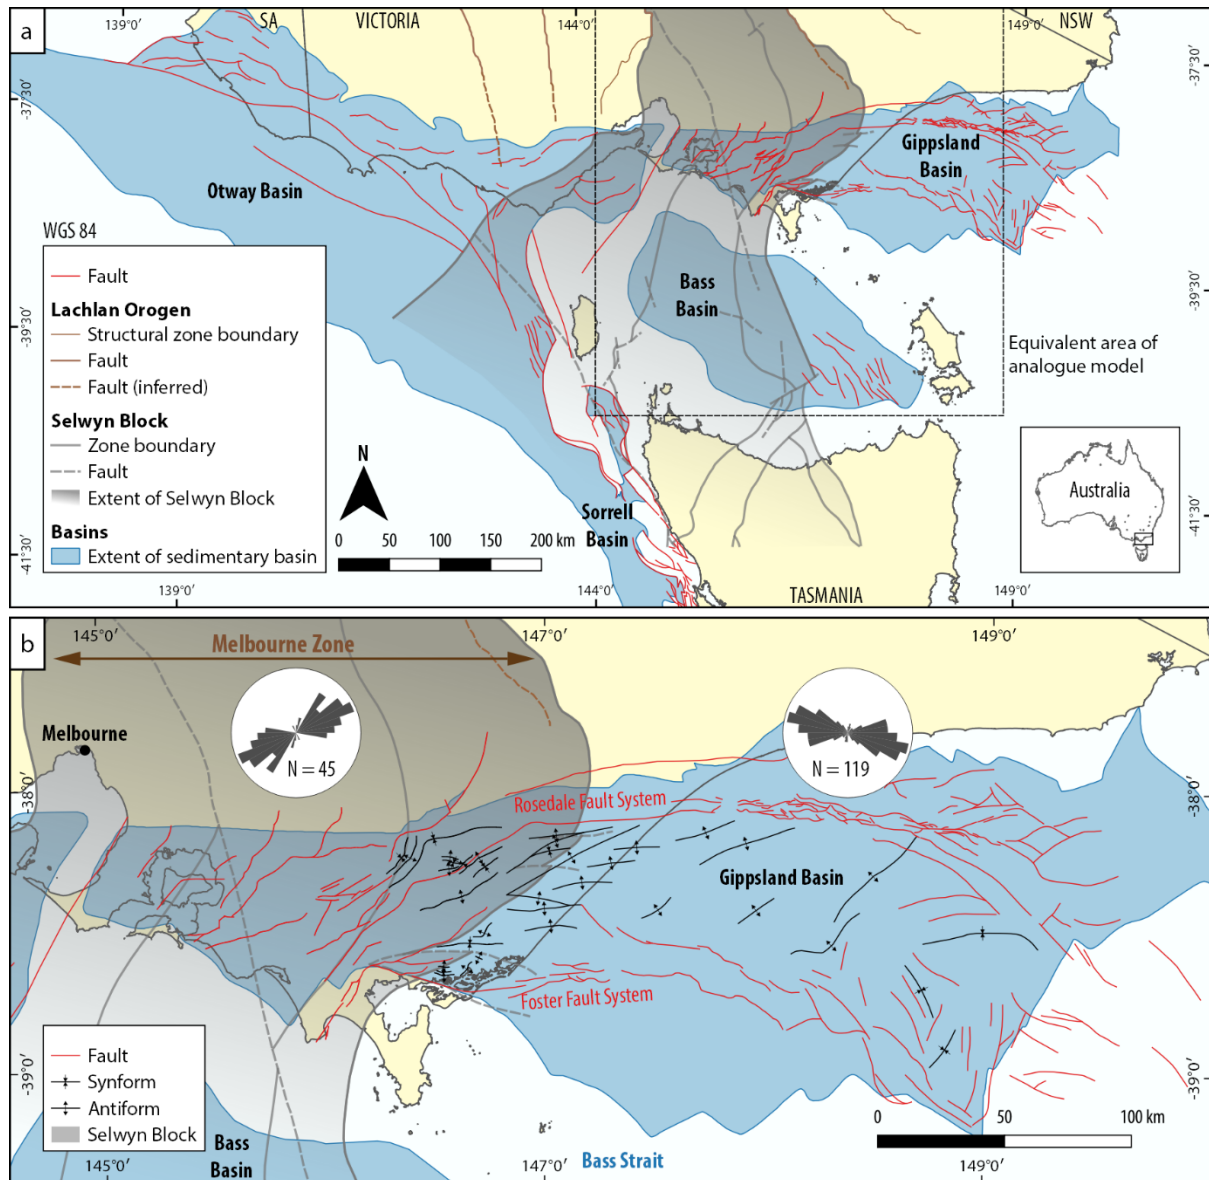 a
139°0'
SA
VICTORIA
144°0'
149°0'
NSW
-37°30'
-37°30'
Gippsland
Basin
Otway Basin
WGS 84
Fault
Lachlan Orogen
Structural zone boundary
Fault
Fault (inferred)
Selwyn Block
Zone boundary
Fault
Extent of Selwyn Block
Basins
Extent of sedimentary basin
-39°30'
-39°30'
Bass
Basin
Equivalent area of
analogue model
N
0 50 100 150 200 km
Sorrell
Basin
Australia
-41°30'
-41°30'
139°0'
144°0'
TASMANIA
149°0'
b
145°0'
Melbourne Zone
147°0'
149°0'
Melbourne
N = 45
N = 119
-38°0'
-38°0'
Rosedale Fault System
Gippsland Basin
Foster Fault System
Fault
Synform
Antiform
Selwyn Block
-39°0'
-39°0'
0 50 100 km
Bass
Basin
Bass Strait
145°0'
147°0'
149°0'